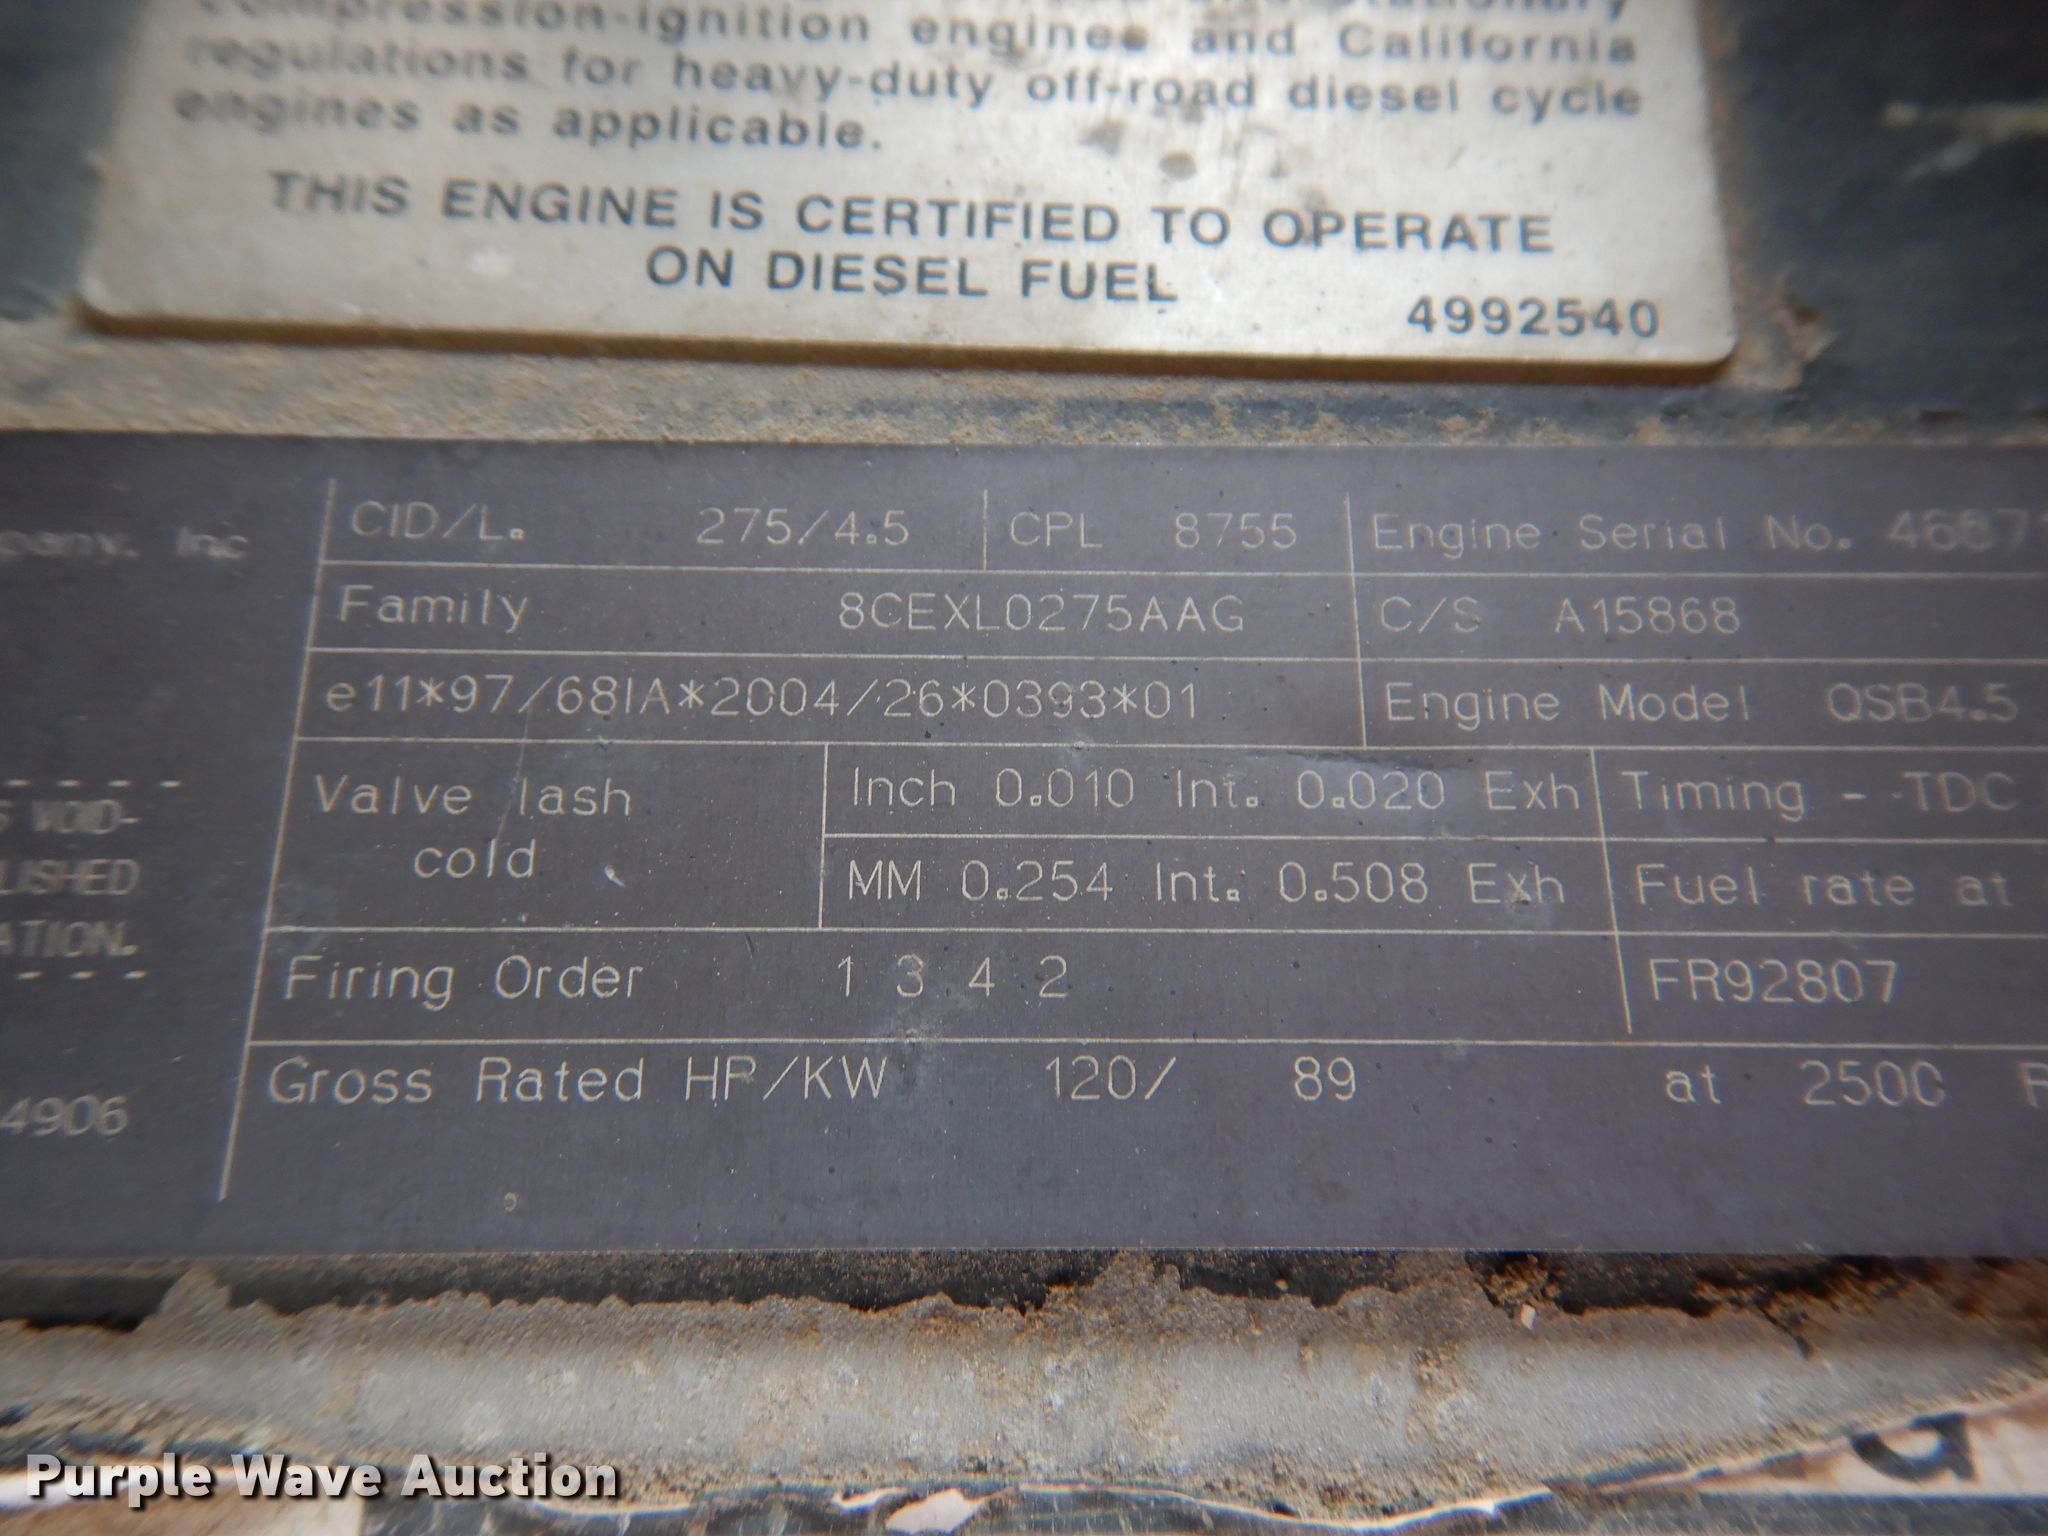 compression-ignition engines and California
regulations for heavy-duty off-road diesel cycle
engines as applicable.
THIS ENGINE IS CERTIFIED TO OPERATE
ON DIESEL FUEL
4992540
Inc
CID/L. 275/4.5 CPL 8755 Engine Serial No. 4687
Family 8CEXL0275AAG C/S A15868
e11*97/68IA*2004/26*0393*01 Engine Model QSB4.5
VOID-
Valve lash cold
Inch 0.010 Int. 0.020 Exh Timing - -TDC
MM 0.254 Int. 0.508 Exh Fuel rate at
Firing Order 1 3 4 2 FR92807
Gross Rated HP/KW 120/ 89 at 2500
4906
Purple Wave Auction